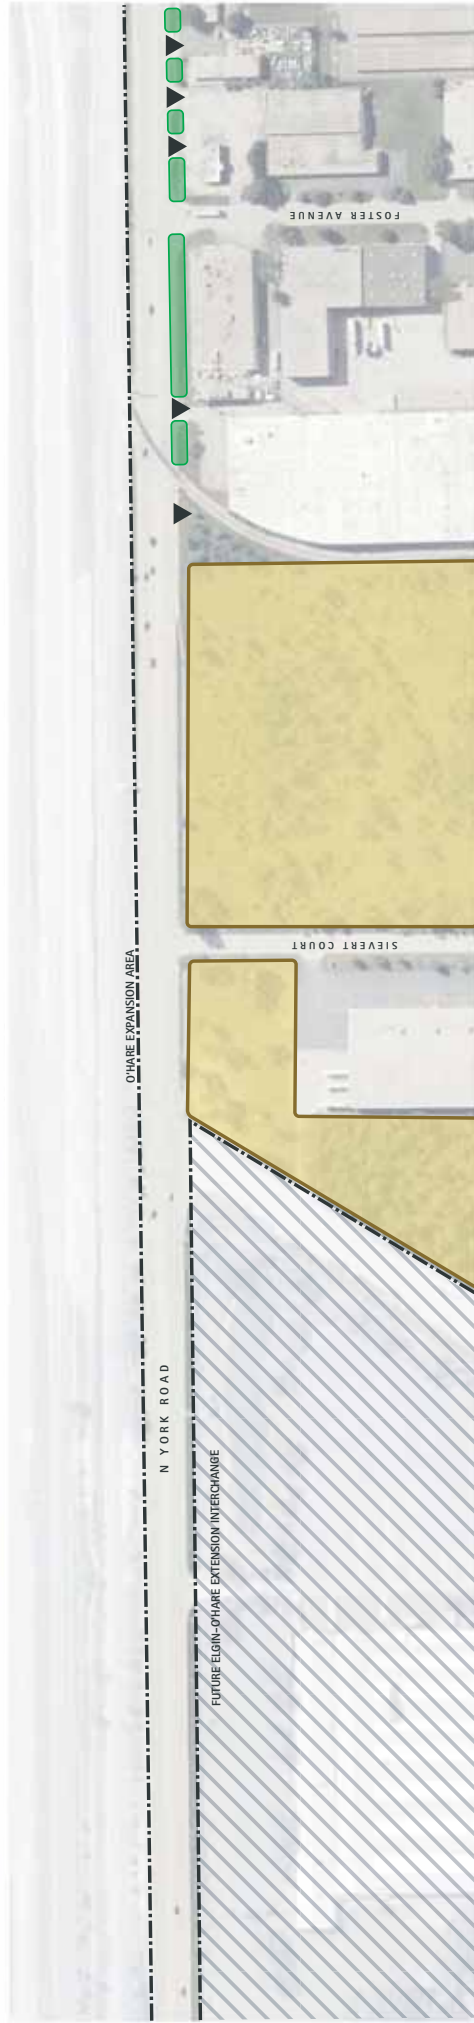 FOSTER AVENUE
SIEVERT COURT
O'HARE EXPANSION AREA
N YORK ROAD
FUTURE ELGIN-O'HARE EXTENSION INTERCHANGE